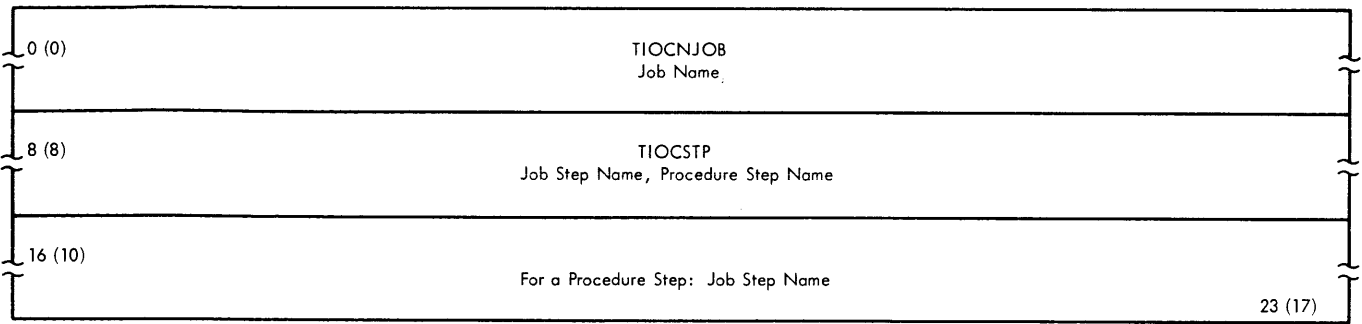 0 (0)
TIOCNJOB
Job Name
8 (8)
TIOCSTP
Job Step Name, Procedure Step Name
16 (10)
For a Procedure Step: Job Step Name
23 (17)